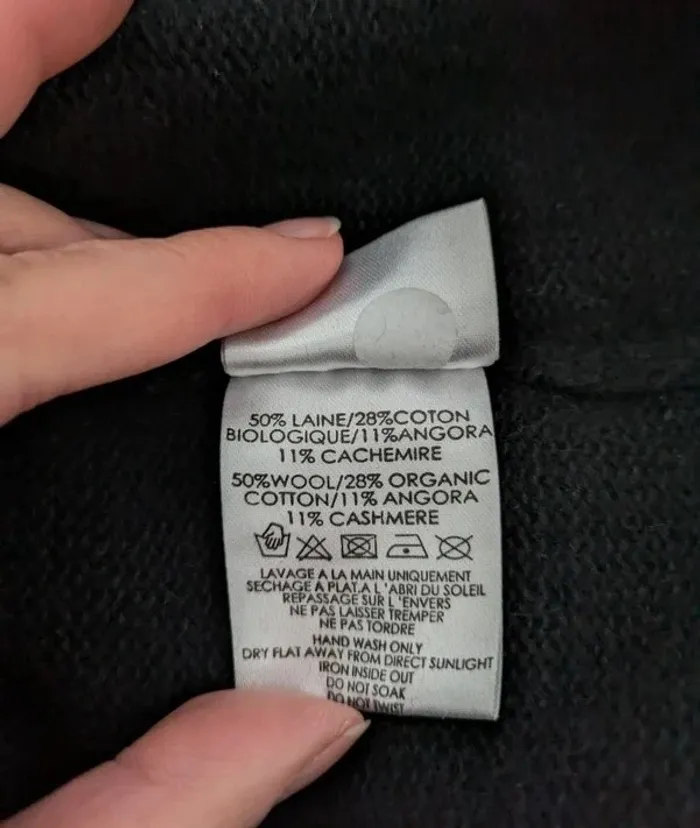 50% LAINE/28%COTON
BIOLOGIQUE/11%ANGORA
11% CACHEMIRE
50%WOOL/28% ORGANIC
COTTON/11% ANGORA
11% CASHMERE
LAVAGE A LA MAIN UNIQUEMENT
SECHAGE A PLAT.A L'ABRI DU SOLEIL
REPASSAGE SUR L'ENVERS
NE PAS LAISSER TREMPER
NE PAS TORDRE
HAND WASH ONLY
DRY FLAT AWAY FROM DIRECT SUNLIGHT
IRON INSIDE OUT
DO NOT SOAK
DO NOT TWIST